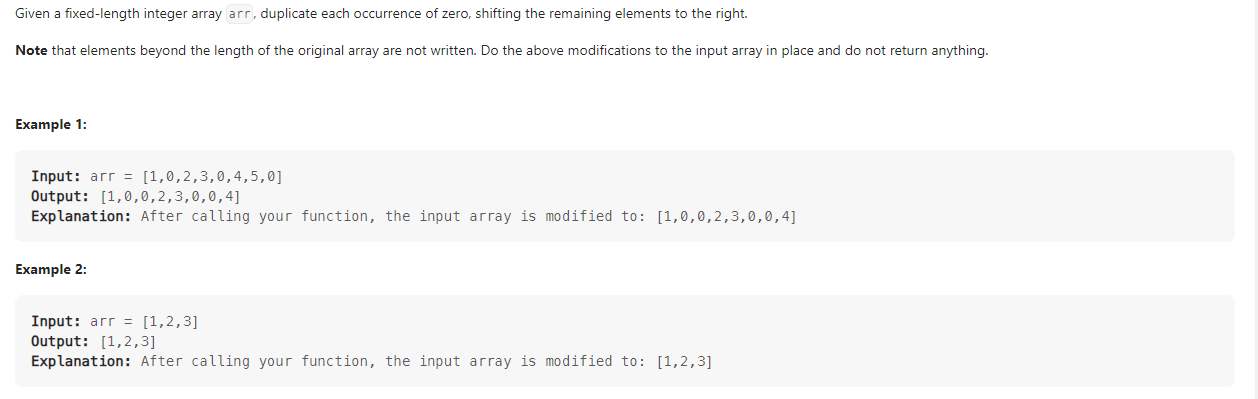 Given a fixed-length integer array arr, duplicate each occurrence of zero, shifting the remaining elements to the right.
Note that elements beyond the length of the original array are not written. Do the above modifications to the input array in place and do not return anything.
Example 1:
Input: arr = [1,0,2,3,0,4,5,0]
Output: [1,0,0,2,3,0,0,4]
Explanation: After calling your function, the input array is modified to: [1,0,0,2,3,0,0,4]
Example 2:
Input: arr = [1,2,3]
Output: [1,2,3]
Explanation: After calling your function, the input array is modified to: [1,2,3]